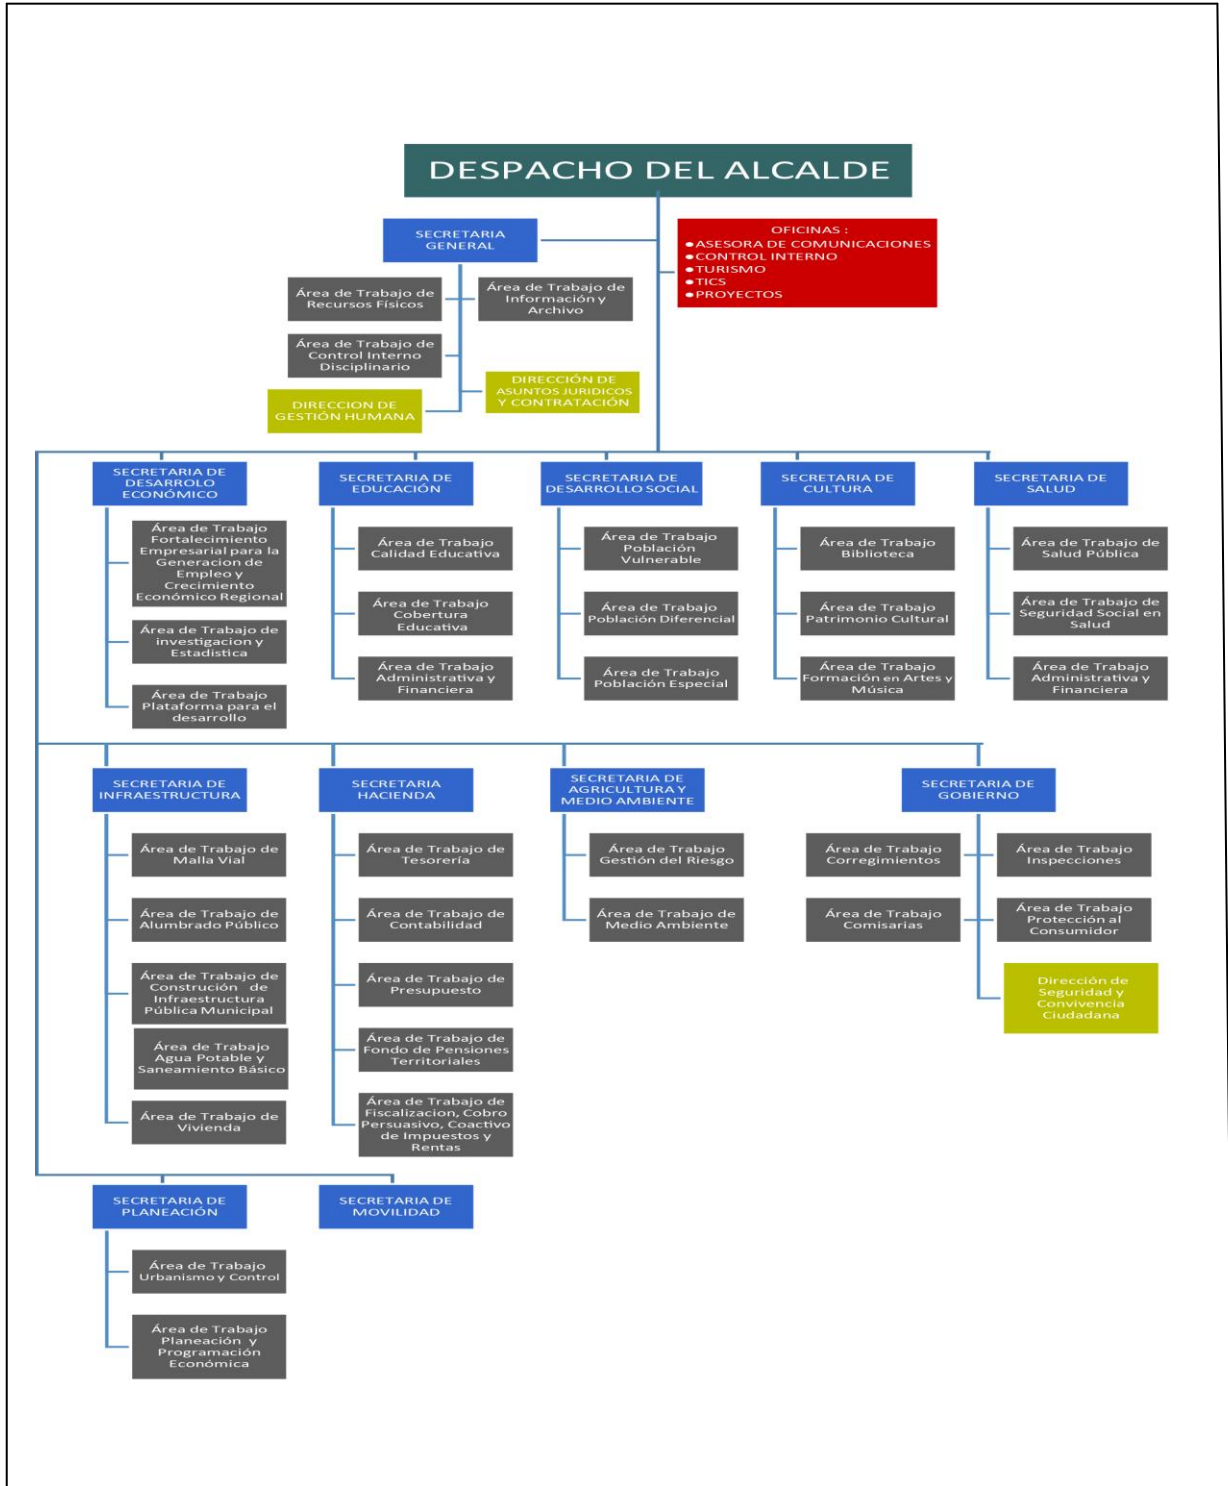 DESPACHO DEL ALCALDE
SECRETARIA
GENERAL
OFICINAS :
●ASESORA DE COMUNICACIONES
●CONTROL INTERNO
●TURISMO
●TICS
●PROYECTOS
Área de Trabajo de
Recursos Físicos
Área de Trabajo de
Información y
Archivo
Área de Trabajo de
Control Interno
Disciplinario
DIRECCION DE
GESTIÓN HUMANA
DIRECCIÓN DE
ASUNTOS JURIDICOS
Y CONTRATACIÓN
SECRETARIA DE
DESARROLO
ECONÓMICO
Área de Trabajo
Fortalecimiento
Empresarial para la
Generacion de
Empleo y
Crecimiento
Económico Regional
Área de Trabajo de
investigacion y
Estadistica
Área de Trabajo
Plataforma para el
desarrollo
SECRETARIA DE
EDUCACIÓN
Área de Trabajo
Calidad Educativa
Área de Trabajo
Cobertura
Educativa
Área de Trabajo
Administrativa y
Financiera
SECRETARIA DE
DESARROLLO SOCIAL
Área de Trabajo
Población
Vulnerable
Área de Trabajo
Población Diferencial
Área de Trabajo
Población Especial
SECRETARIA DE
CULTURA
Área de Trabajo
Biblioteca
Área de Trabajo
Patrimonio Cultural
Área de Trabajo
Formación en Artes y
Música
SECRETARIA DE
SALUD
Área de Trabajo de
Salud Pública
Área de Trabajo de
Seguridad Social en
Salud
Área de Trabajo
Administrativa y
Financiera
SECRETARIA DE
INFRAESTRUCTURA
Área de Trabajo de
Malla Vial
Área de Trabajo de
Alumbrado Público
Área de Trabajo de
Construción de
Infraestructura
Pública Municipal
Área de Trabajo
Agua Potable y
Saneamiento Básico
Área de Trabajo de
Vivienda
SECRETARIA
HACIENDA
Área de Trabajo de
Tesorería
Área de Trabajo de
Contabilidad
Área de Trabajo de
Presupuesto
Área de Trabajo de
Fondo de Pensiones
Territoriales
Área de Trabajo de
Fiscalizacion, Cobro
Persuasivo, Coactivo
de Impuestos y
Rentas
SECRETARIA DE
AGRICULTURA Y
MEDIO AMBIENTE
Área de Trabajo
Gestión del Riesgo
Área de Trabajo de
Medio Ambiente
SECRETARIA DE
GOBIERNO
Área de Trabajo
Corregimientos
Área de Trabajo
Inspecciones
Área de Trabajo
Comisarias
Área de Trabajo
Protección al
Consumidor
Dirección de
Seguridad y
Convivencia
Ciudadana
SECRETARIA DE
PLANEACIÓN
Área de Trabajo
Urbanismo y Control
Área de Trabajo
Planeación y
Programación
Económica
SECRETARIA DE
MOVILIDAD